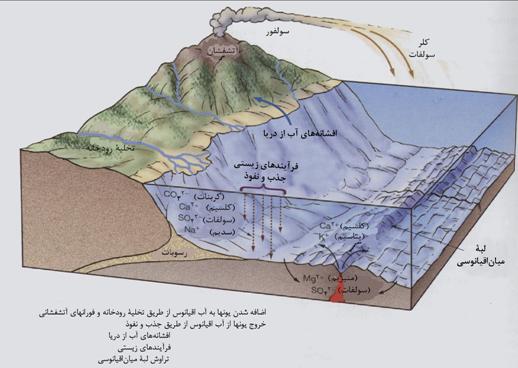 سولفور
کلر
سولفات
آتشفشان
افشانه‌های آب از دریا
تخلیهٔ رودخانه
فرآیندهای زیستی
جذب و نفوذ
CO₃²⁻ (کربنات)
Ca²⁺ (کلسیم)
SO₄²⁻ (سولفات)
Na⁺ (سدیم)
Ca²⁺ (کلسیم)
K⁺ (پتاسیم)
لبهٔ
میان‌اقیانوسی
رسوبات
Mg²⁺ (منیزیم)
SO₄²⁻ (سولفات)
اضافه شدن یونها به آب اقیانوس از طریق تخلیهٔ رودخانه و فورانهای آتشفشانی
خروج یونها از آب اقیانوس از طریق جذب و نفوذ
افشانه‌های آب از دریا
فرآیندهای زیستی
تراوش لبهٔ میان‌اقیانوسی